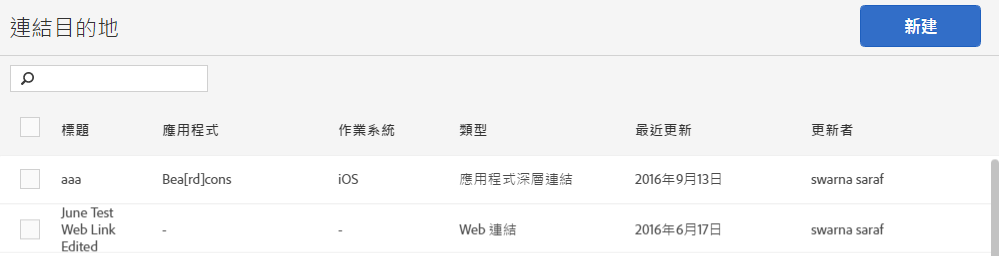 連結目的地
新建
標題 應用程式 作業系統 類型 最近更新 更新者
aaa Bea[rd]cons iOS 應用程式深層連結 2016年9月13日 swarna saraf
June Test
Web Link
Edited
- - Web 連結 2016年6月17日 swarna saraf